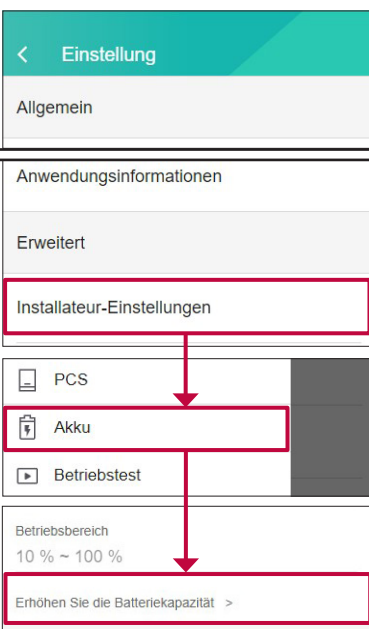 Einstellung
Allgemein
Anwendungsinformationen
Erweitert
Installateur-Einstellungen
PCS
Akku
Betriebstest
Betriebsbereich
10 % ~ 100 %
Erhöhen Sie die Batteriekapazität >